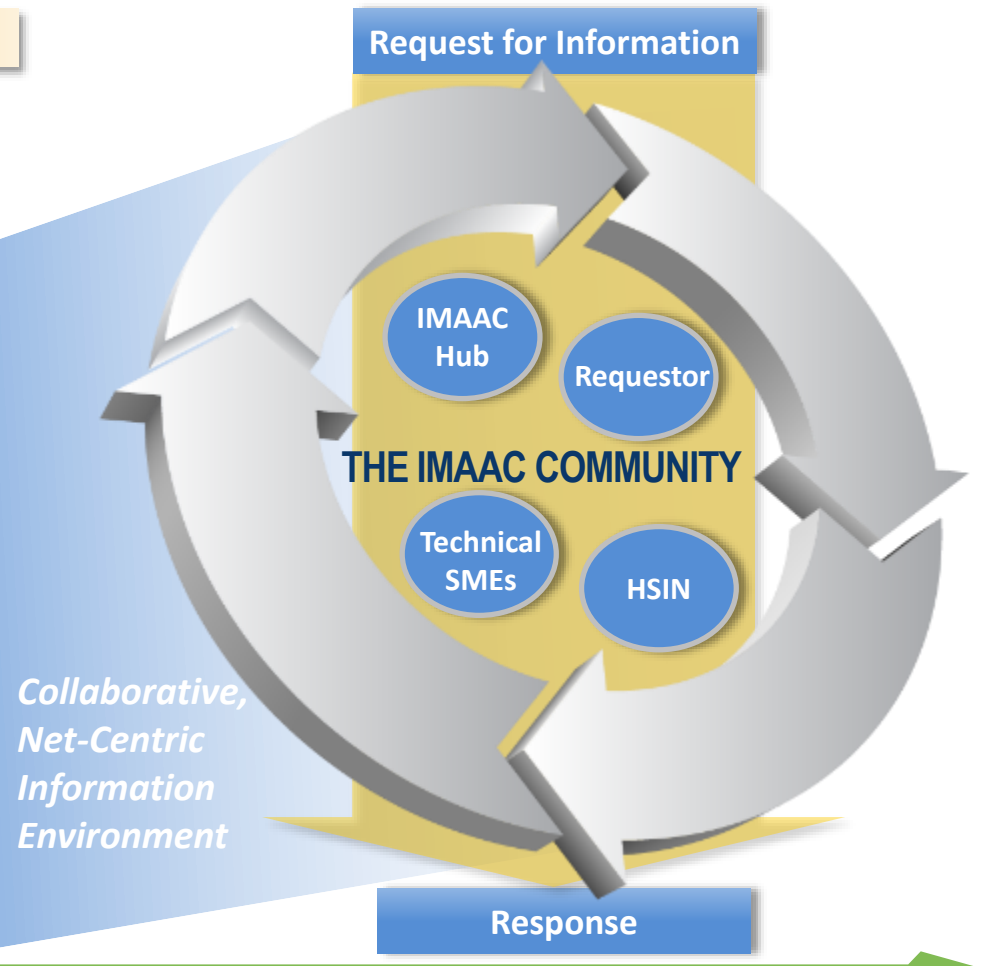 Request for Information
IMAAC
Hub
Requestor
THE IMAAC COMMUNITY
Technical
SMEs
HSIN
Collaborative,
Net-Centric
Information
Environment
Response